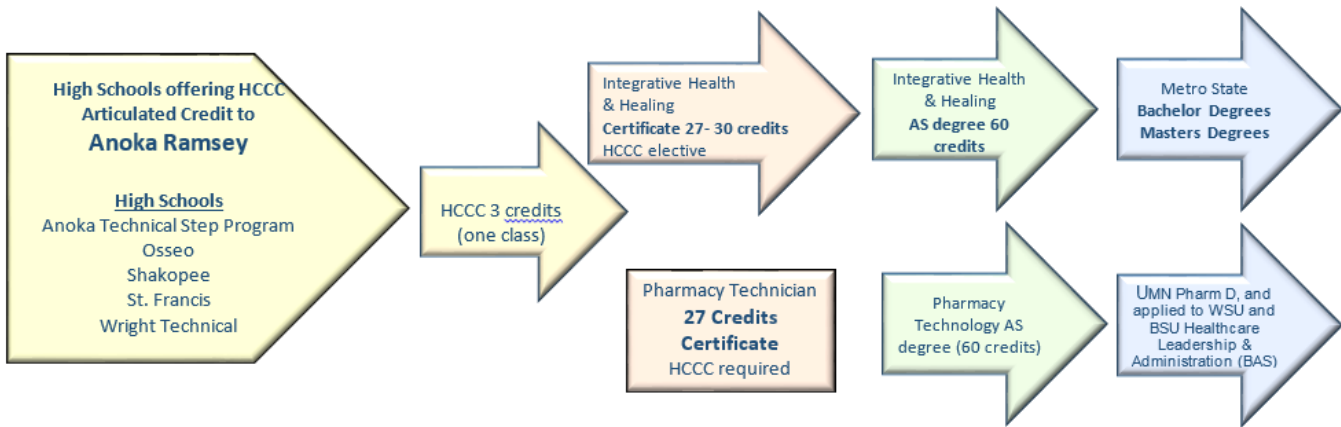 High Schools offering HCCC
Articulated Credit to
Anoka Ramsey
High Schools
Anoka Technical Step Program
Osseo
Shakopee
St. Francis
Wright Technical
HCCC 3 credits
(one class)
Integrative Health
& Healing
Certificate 27- 30 credits
HCCC elective
Integrative Health
& Healing
AS degree 60
credits
Metro State
Bachelor Degrees
Masters Degrees
Pharmacy Technician
27 Credits
Certificate
HCCC required
Pharmacy
Technology AS
degree (60 credits)
UMN Pharm D, and
applied to WSU and
BSU Healthcare
Leadership &
Administration (BAS)